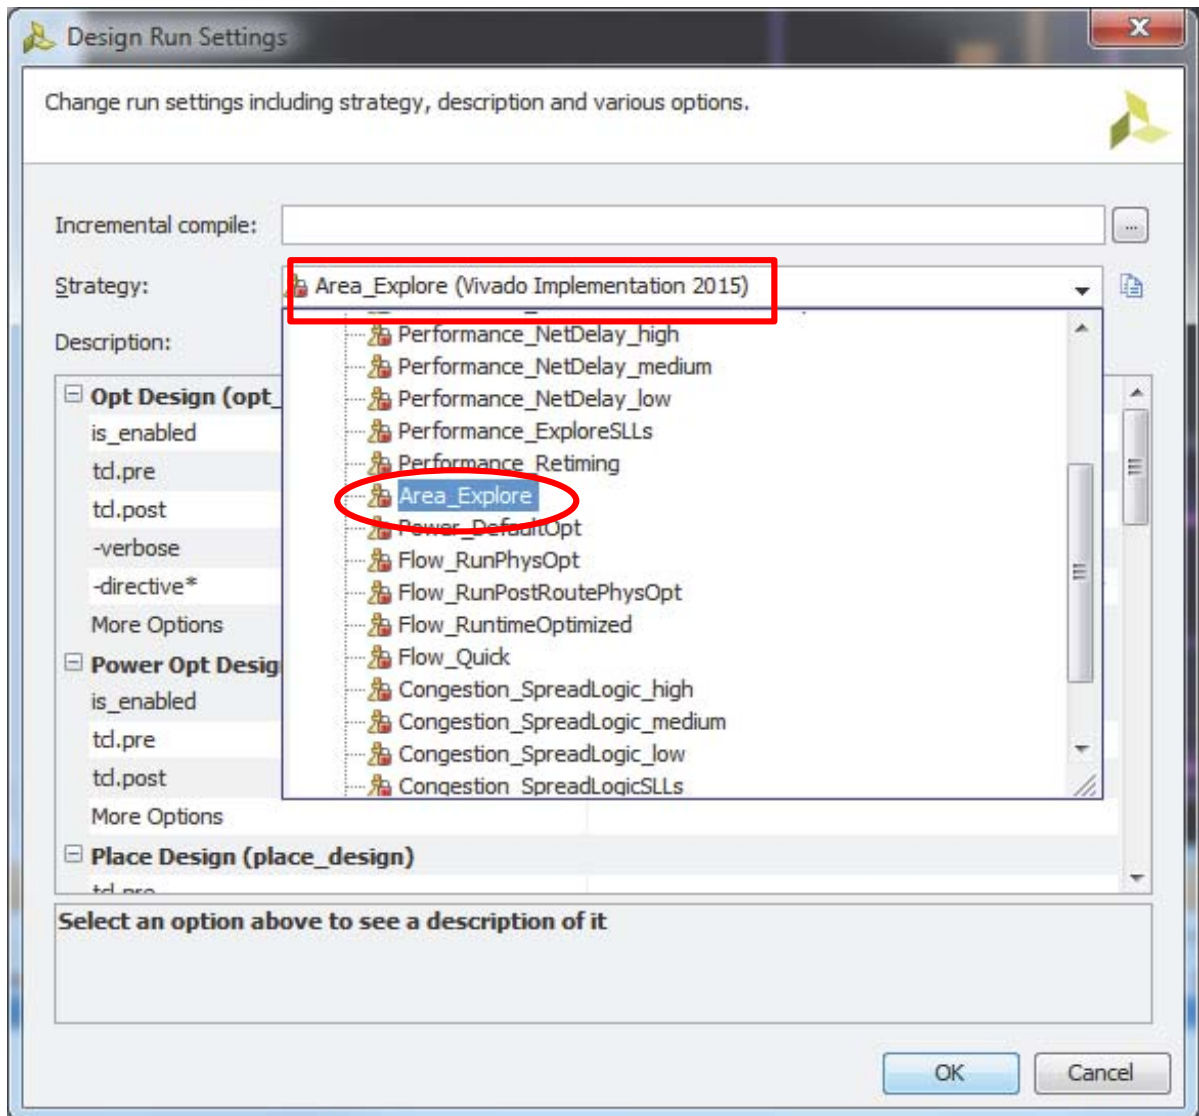 Design Run Settings
Change run settings including strategy, description and various options.
Incremental compile:
...
Strategy:
Area_Explore (Vivado Implementation 2015)
Description:
Performance_NetDelay_high
Performance_NetDelay_medium
Performance_NetDelay_low
Performance_ExploreSLLs
Performance_Retiming
Area_Explore
Power_DefaultOpt
Flow_RunPhysOpt
Flow_RunPostRoutePhysOpt
Flow_RuntimeOptimized
Flow_Quick
Congestion_SpreadLogic_high
Congestion_SpreadLogic_medium
Congestion_SpreadLogic_low
Congestion_SpreadLogicSLLs
Opt Design (opt_
is_enabled
tcl.pre
tcl.post
-verbose
-directive*
More Options
Power Opt Desig
is_enabled
tcl.pre
tcl.post
More Options
Place Design (place_design)
tcl.pre
Select an option above to see a description of it
OK
Cancel